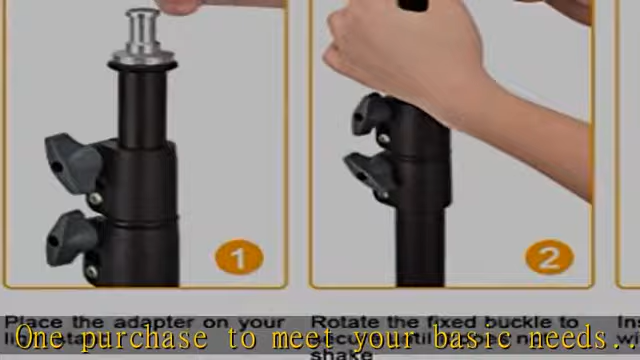 1
2
Place the adapter on your
Rotate the fixed buckle to
One purchase to meet your basic needs..
shake